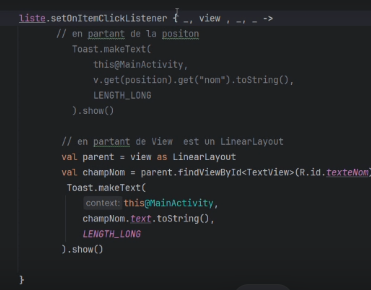 liste.setOnItemClickListener { _, view , _, _ ->
// en partant de la positon
Toast.makeText(
this@MainActivity,
v.get(position).get("nom").toString(),
LENGTH_LONG
).show()
// en partant de View est un LinearLayout
val parent = view as LinearLayout
val champNom = parent.findViewById<TextView>(R.id.texteNom)
Toast.makeText(
context: this@MainActivity,
champNom.text.toString(),
LENGTH_LONG
).show()
}